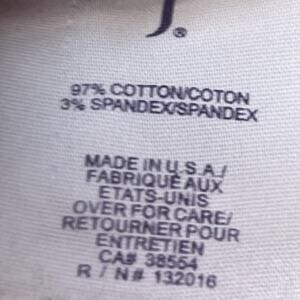 ®
97% COTTON/COTON
3% SPANDEX/SPANDEX
MADE IN U.S.A./
FABRIQUÉ AUX
ETATS-UNIS
OVER FOR CARE/
RETOURNER POUR
ENTRETIEN
CA# 38554
R / N# 132016